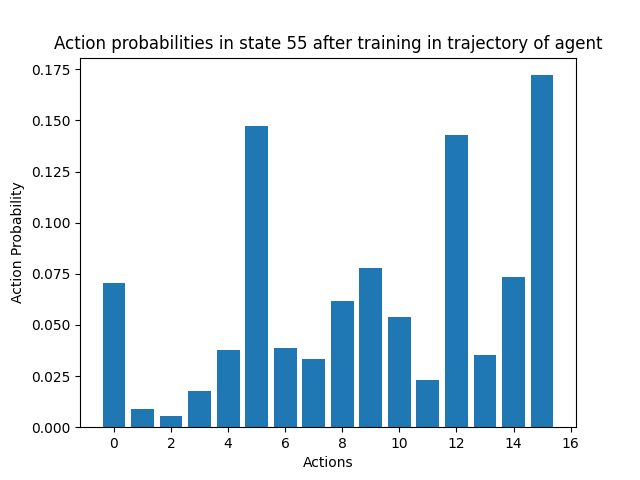 Action probabilities in state 55 after training in trajectory of agent
0.175
0.150
0.125
0.100
0.075
0.050
0.025
0.000
Action Probability
0 2 4 6 8 10 12 14 16
Actions